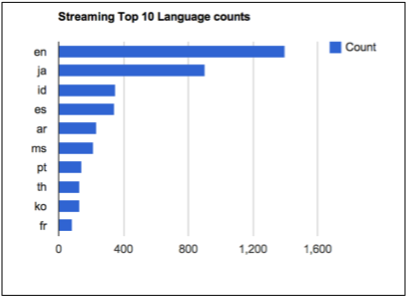 Streaming Top 10 Language counts
en
ja
id
es
ar
ms
pt
th
ko
fr
0 400 800 1,200 1,600
Count